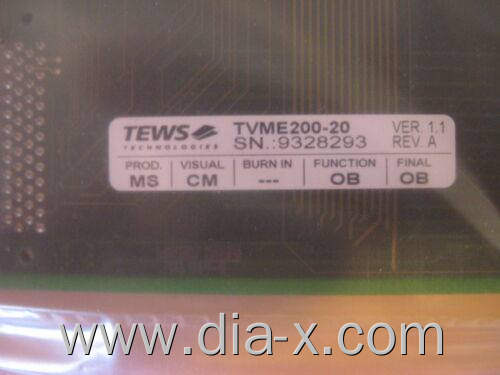 TEWS TVME200-20 VER. 1.1
TECHNOLOGIES SN.:9328293 REV. A
PROD. VISUAL BURN IN FUNCTION FINAL
MS CM --- OB OB
www.dia-x.com